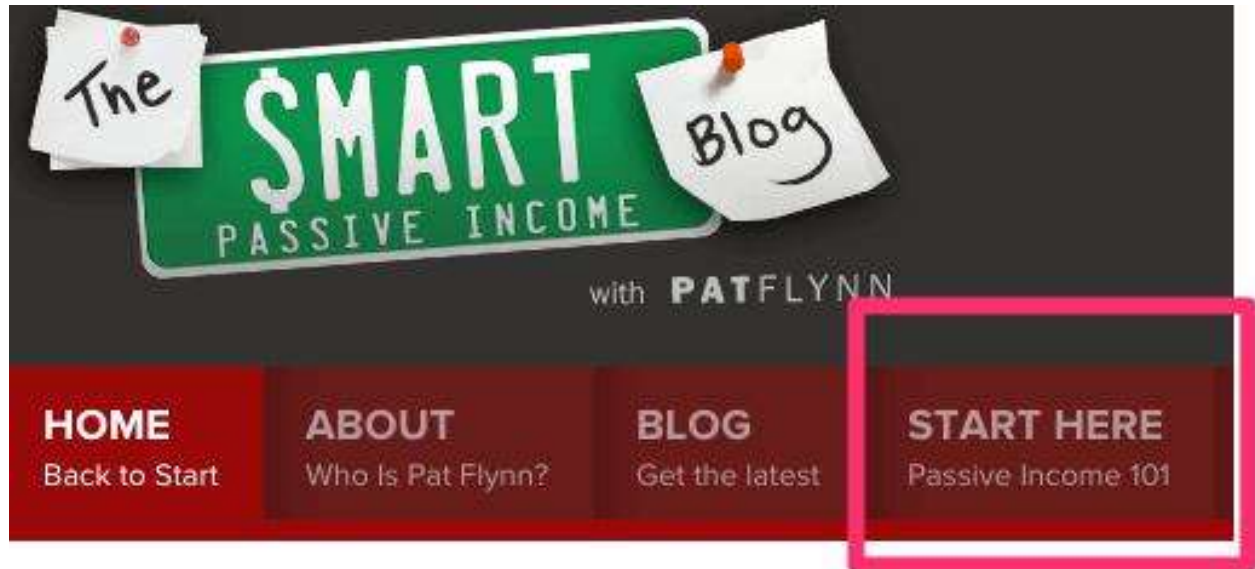 The $MART Blog
PASSIVE INCOME
with PATFLYNN
HOME
Back to Start
ABOUT
Who Is Pat Flynn?
BLOG
Get the latest
START HERE
Passive Income 101